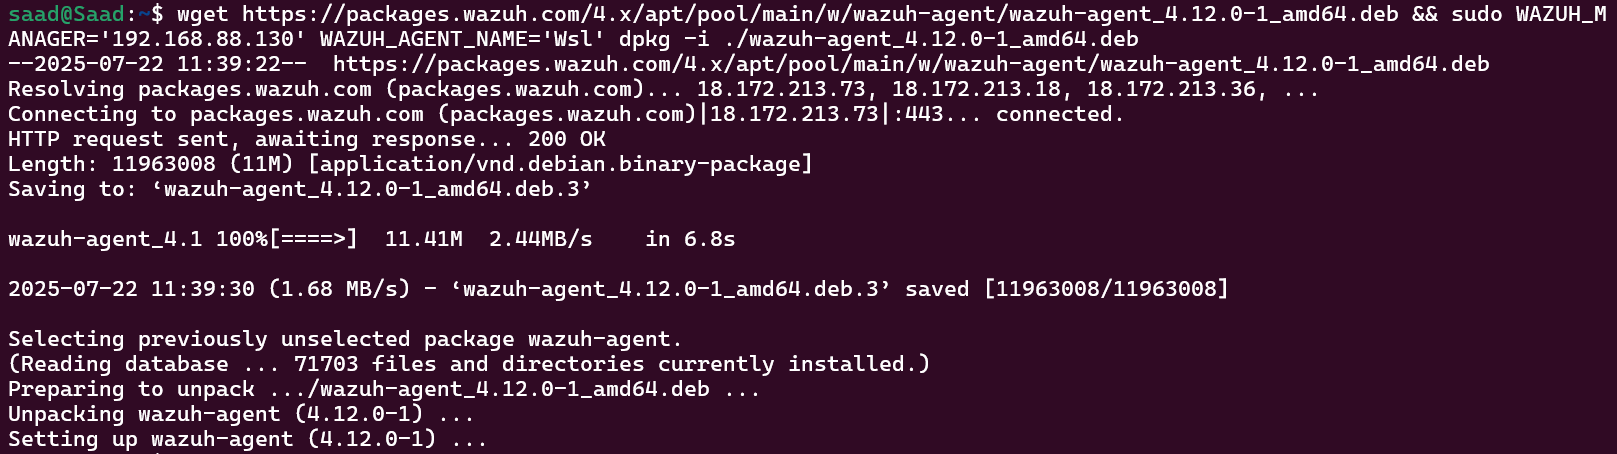 saad@Saad:~$ wget https://packages.wazuh.com/4.x/apt/pool/main/w/wazuh-agent/wazuh-agent_4.12.0-1_amd64.deb && sudo WAZUH_M
ANAGER='192.168.88.130' WAZUH_AGENT_NAME='Wsl' dpkg -i ./wazuh-agent_4.12.0-1_amd64.deb
--2025-07-22 11:39:22--  https://packages.wazuh.com/4.x/apt/pool/main/w/wazuh-agent/wazuh-agent_4.12.0-1_amd64.deb
Resolving packages.wazuh.com (packages.wazuh.com)... 18.172.213.73, 18.172.213.18, 18.172.213.36, ...
Connecting to packages.wazuh.com (packages.wazuh.com)|18.172.213.73|:443... connected.
HTTP request sent, awaiting response... 200 OK
Length: 11963008 (11M) [application/vnd.debian.binary-package]
Saving to: ‘wazuh-agent_4.12.0-1_amd64.deb.3’
wazuh-agent_4.1 100%[====>]  11.41M  2.44MB/s    in 6.8s
2025-07-22 11:39:30 (1.68 MB/s) - ‘wazuh-agent_4.12.0-1_amd64.deb.3’ saved [11963008/11963008]
Selecting previously unselected package wazuh-agent.
(Reading database ... 71703 files and directories currently installed.)
Preparing to unpack .../wazuh-agent_4.12.0-1_amd64.deb ...
Unpacking wazuh-agent (4.12.0-1) ...
Setting up wazuh-agent (4.12.0-1) ...